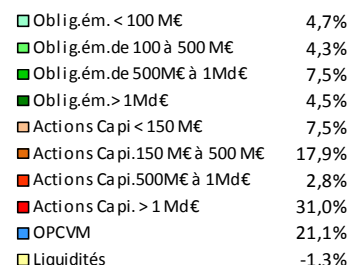 Oblig.ém. < 100 M€ 4,7%
Oblig.ém.de 100 à 500 M€ 4,3%
Oblig.ém.de 500M€ à 1Md€ 7,5%
Oblig.ém.> 1Md€ 4,5%
Actions Capi < 150 M€ 7,5%
Actions Capi.150 M€ à 500 M€ 17,9%
Actions Capi.500M€ à 1Md€ 2,8%
Actions Capi. > 1 Md€ 31,0%
OPCVM 21,1%
Liquidités -1,3%